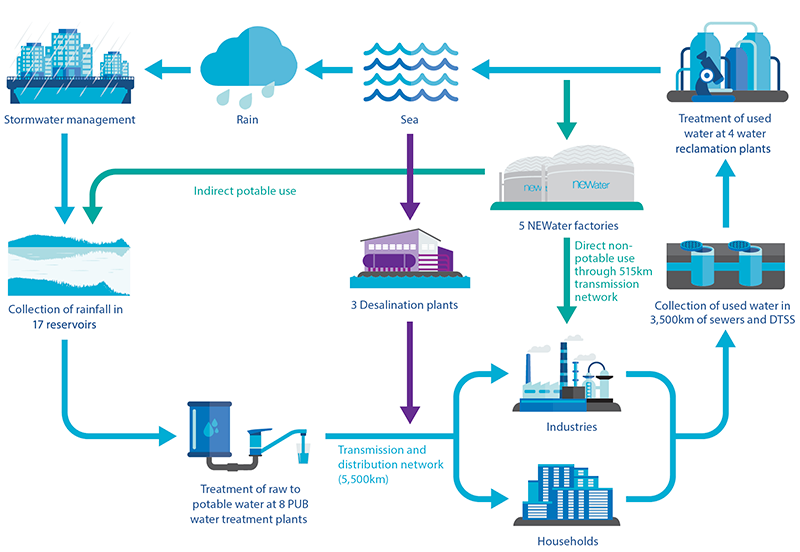 Stormwater management
Rain
Sea
Treatment of used
water at 4 water
reclamation plants
Indirect potable use
newater
newater
5 NEWater factories
Direct non-
potable use
through 515km
transmission
network
Collection of rainfall in
17 reservoirs
3 Desalination plants
Collection of used water in
3,500km of sewers and DTSS
Industries
Transmission and
distribution network
(5,500km)
Treatment of raw to
potable water at 8 PUB
water treatment plants
Households